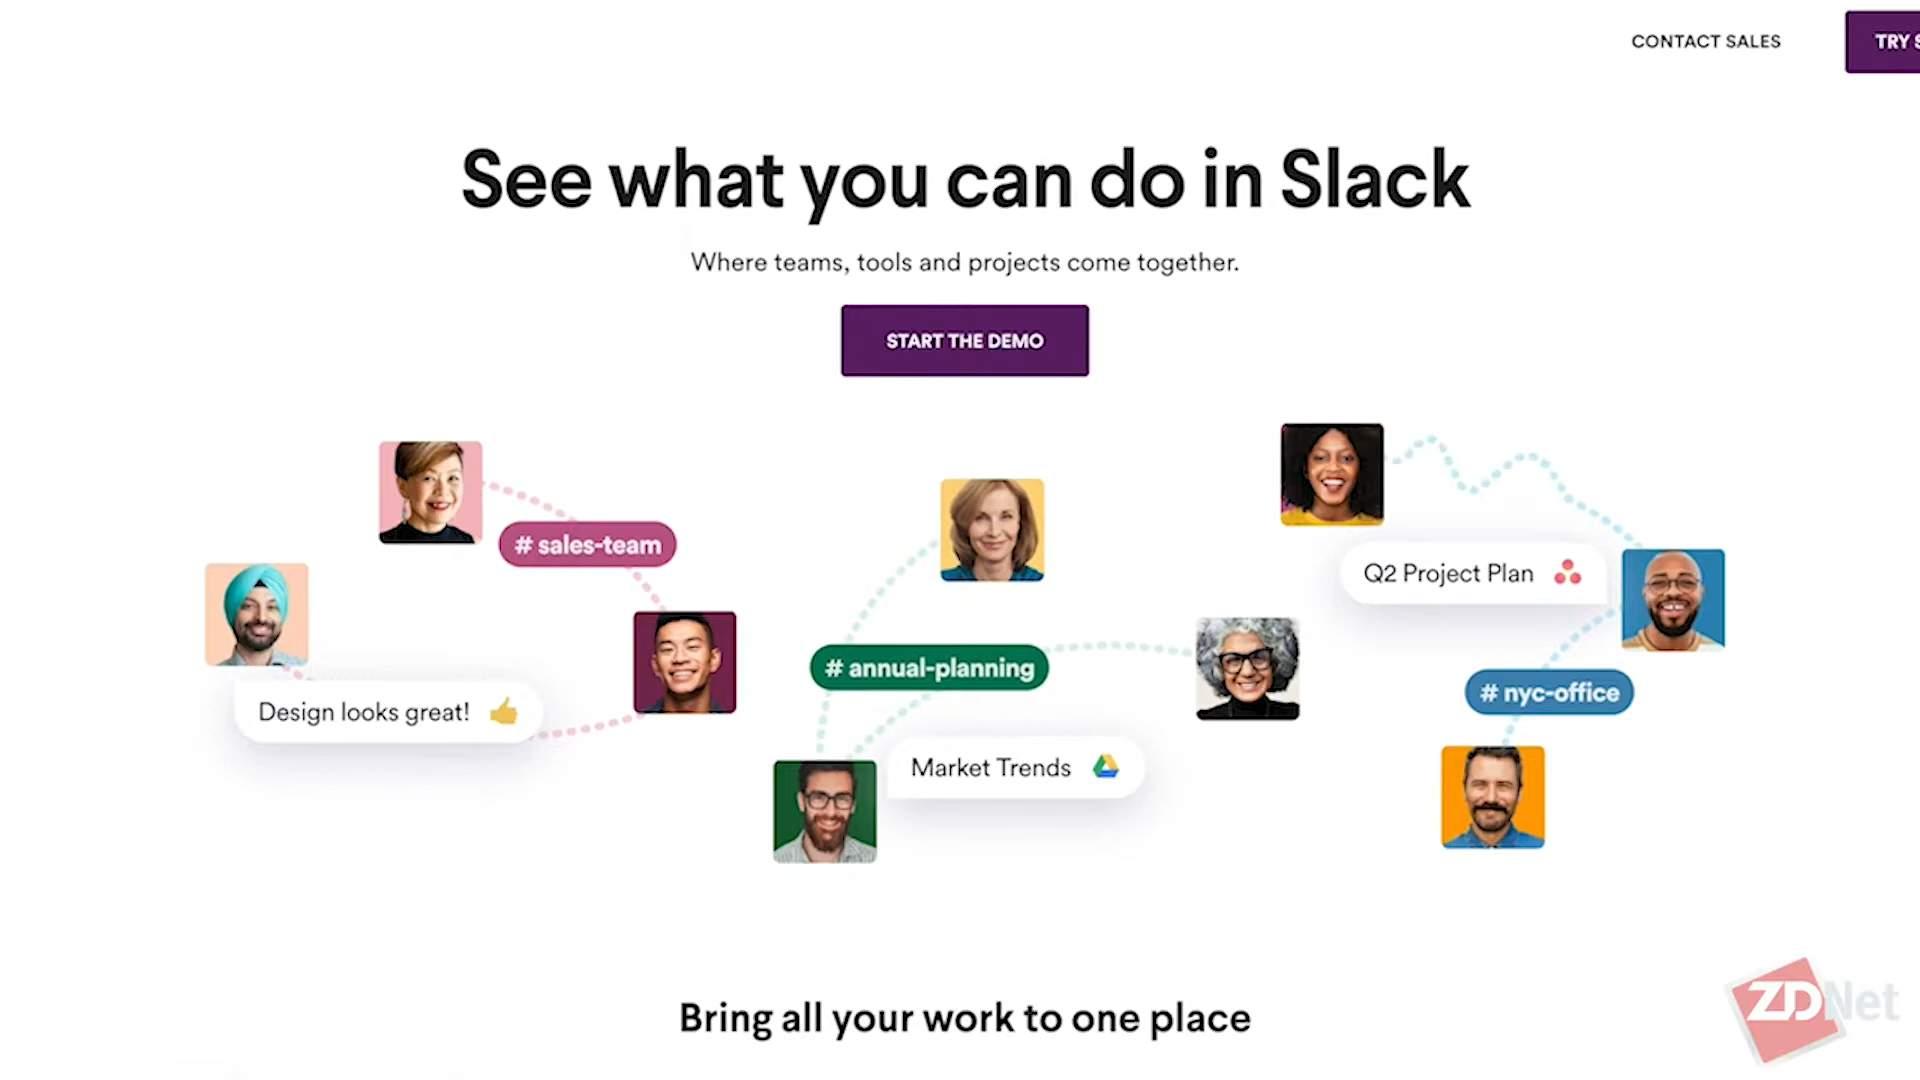 CONTACT SALES
TRY S
See what you can do in Slack
Where teams, tools and projects come together.
START THE DEMO
# sales-team
Q2 Project Plan
# annual-planning
# nyc-office
Design looks great!
Market Trends
Bring all your work to one place
ZDNet